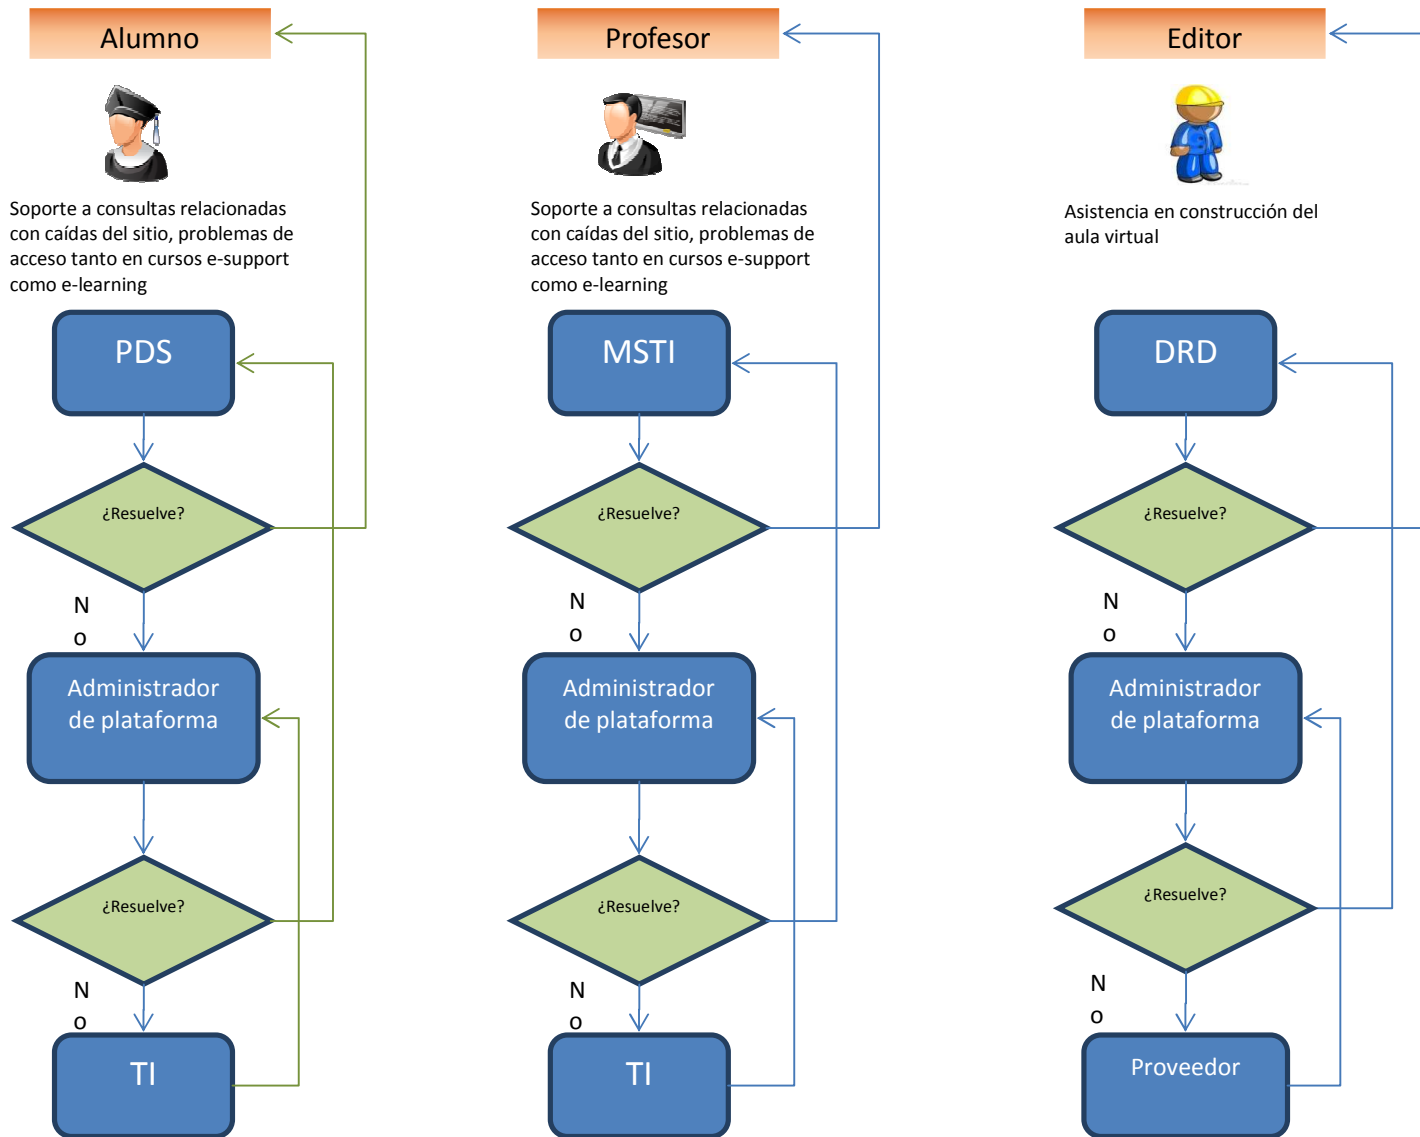 Alumno
Soporte a consultas relacionadas
con caídas del sitio, problemas de
acceso tanto en cursos e-support
como e-learning
PDS
¿Resuelve?
N
o
Administrador
de plataforma
¿Resuelve?
N
o
TI
Profesor
Soporte a consultas relacionadas
con caídas del sitio, problemas de
acceso tanto en cursos e-support
como e-learning
MSTI
¿Resuelve?
N
o
Administrador
de plataforma
¿Resuelve?
N
o
TI
Editor
Asistencia en construcción del
aula virtual
DRD
¿Resuelve?
N
o
Administrador
de plataforma
¿Resuelve?
N
o
Proveedor